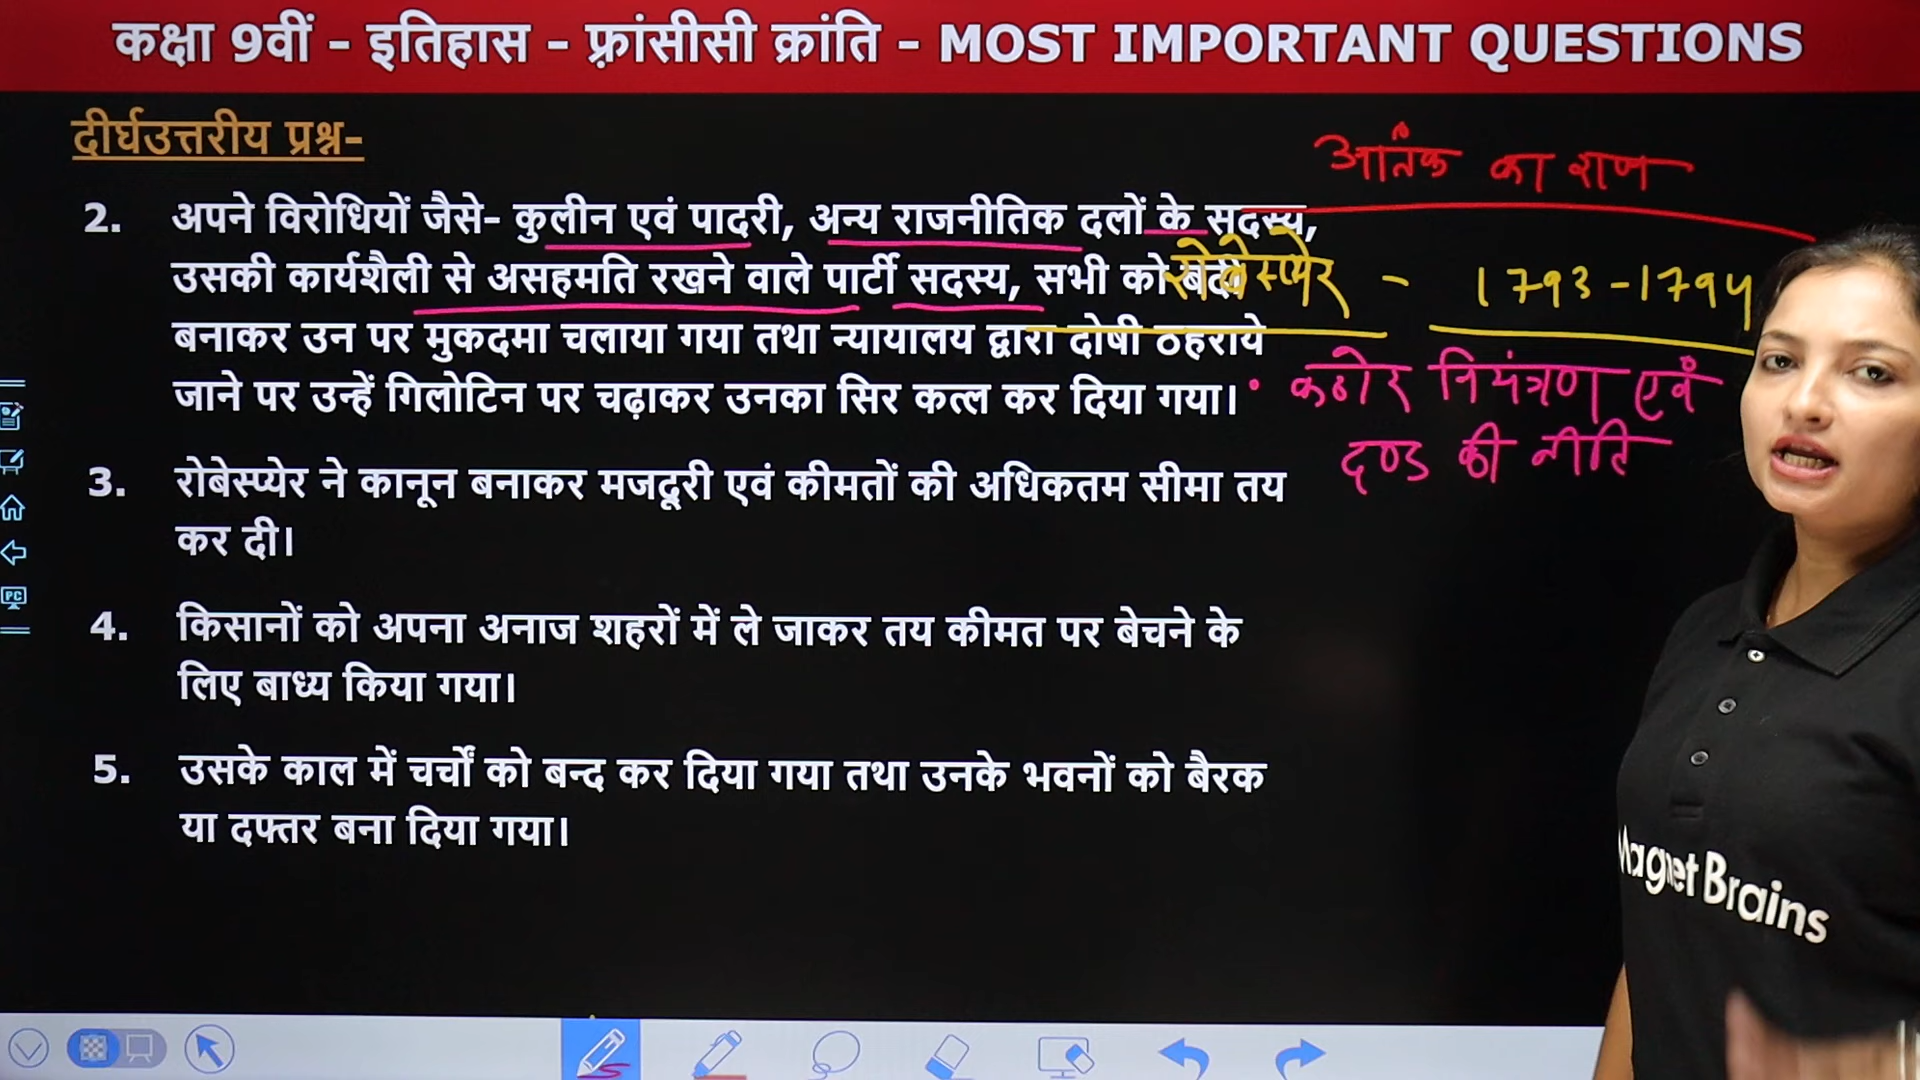 कक्षा 9वीं - इतिहास - फ़्रांसीसी क्रांति - MOST IMPORTANT QUESTIONS
दीर्घउत्तरीय प्रश्न-
2. अपने विरोधियों जैसे- कुलीन एवं पादरी, अन्य राजनीतिक दलों के सदस्य,
उसकी कार्यशैली से असहमति रखने वाले पार्टी सदस्य, सभी को बंदी
बनाकर उन पर मुकदमा चलाया गया तथा न्यायालय द्वारा दोषी ठहराये
जाने पर उन्हें गिलोटिन पर चढ़ाकर उनका सिर कत्ल कर दिया गया।
3. रोबेस्प्येर ने कानून बनाकर मजदूरी एवं कीमतों की अधिकतम सीमा तय
कर दी।
4. किसानों को अपना अनाज शहरों में ले जाकर तय कीमत पर बेचने के
लिए बाध्य किया गया।
5. उसके काल में चर्चों को बन्द कर दिया गया तथा उनके भवनों को बैरक
या दफ्तर बना दिया गया।
आंतक का राज
रोबेस्प्येर - 1793-1794
• कठोर नियंत्रण एवं
दण्ड की नीति
PC
Magnet Brains